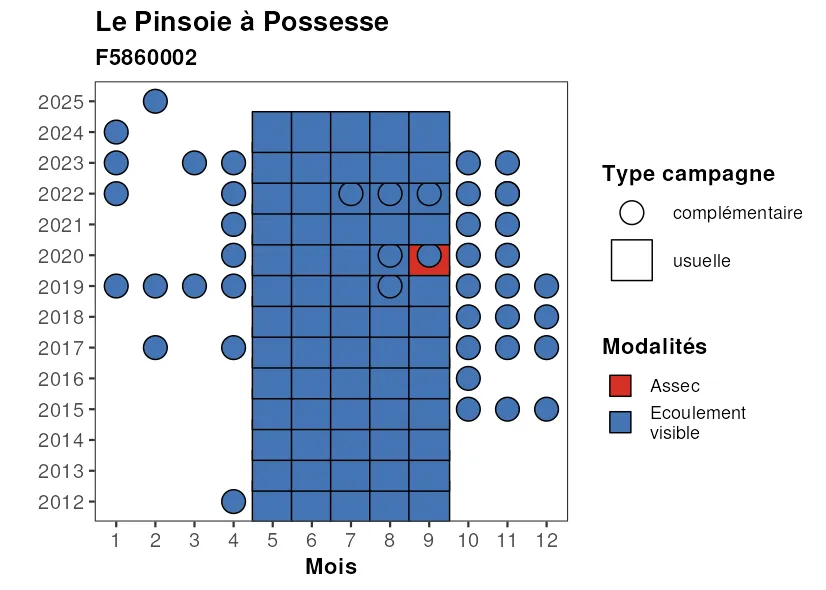 Le Pinsoie à Possesse
F5860002
2025
2024
2023
2022
2021
2020
2019
2018
2017
2016
2015
2014
2013
2012
1 2 3 4 5 6 7 8 9 10 11 12
Mois
Type campagne
complémentaire
usuelle
Modalités
Assec
Ecoulement
visible